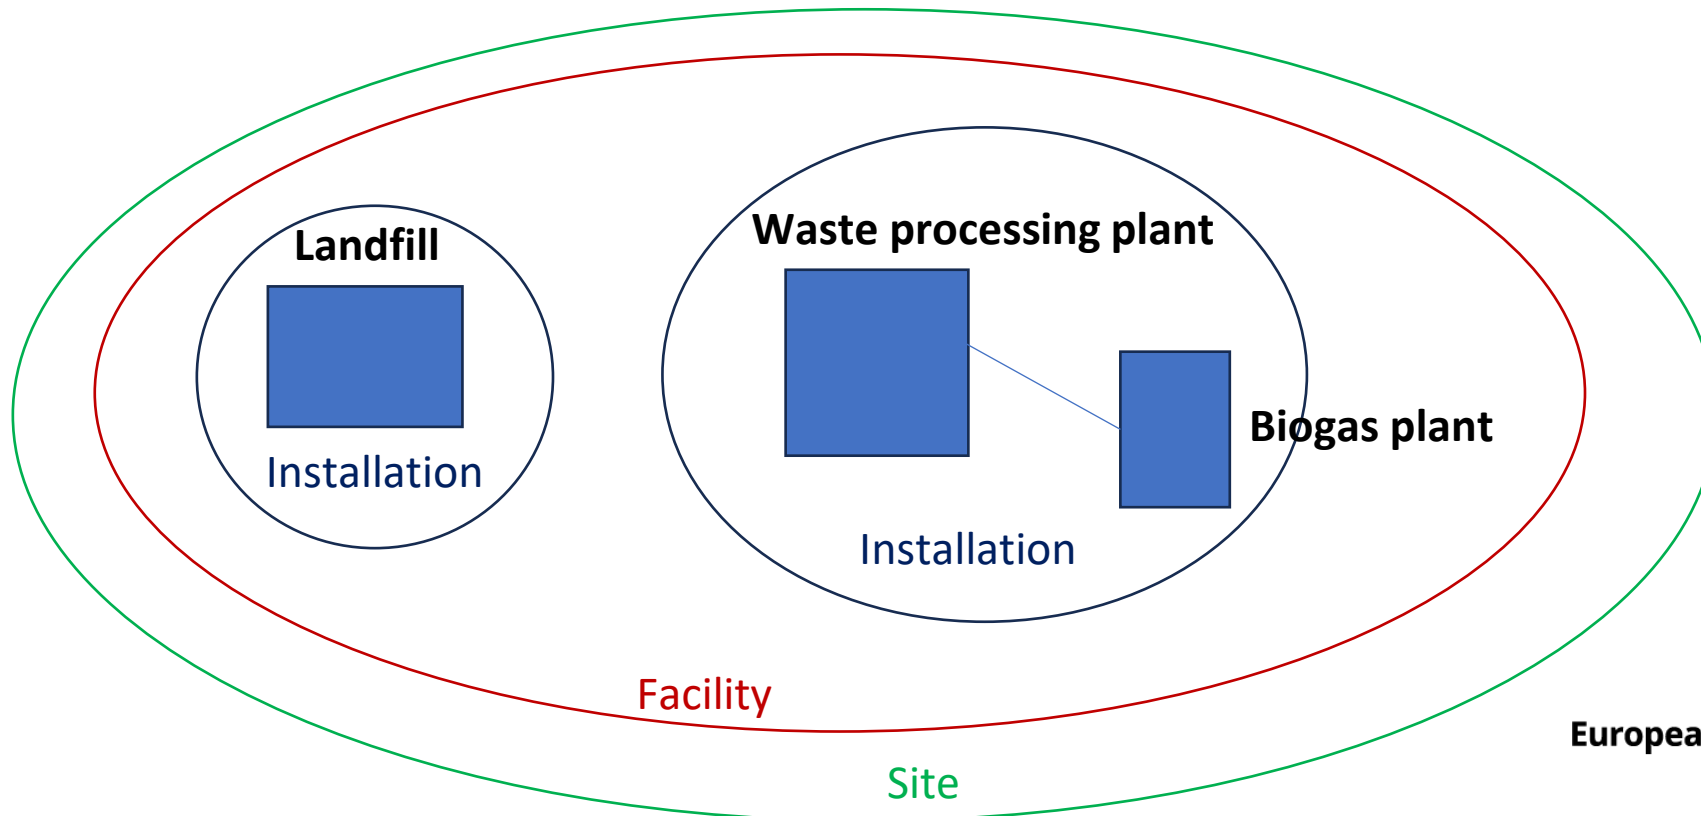 Landfill
Waste processing plant
Biogas plant
Installation
Installation
Facility
Europea
Site